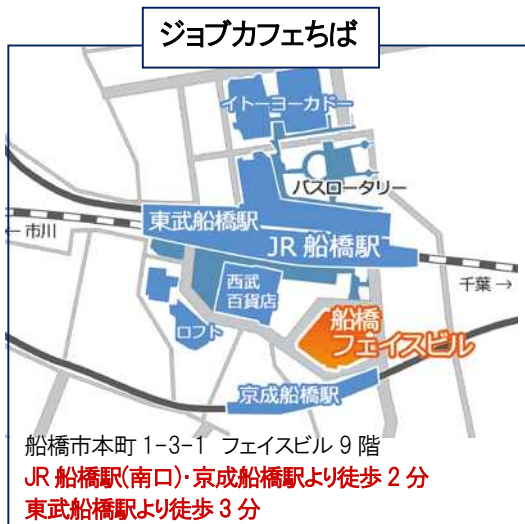 ジョブカフェちば
イトーヨーカドー
バスロータリー
東武船橋駅
JR 船橋駅
← 市川
千葉 →
西武
百貨店
ロフト
船橋
フェイスビル
京成船橋駅
船橋市本町 1-3-1 フェイスビル 9 階
JR 船橋駅(南口)・京成船橋駅より徒歩 2 分
東武船橋駅より徒歩 3 分